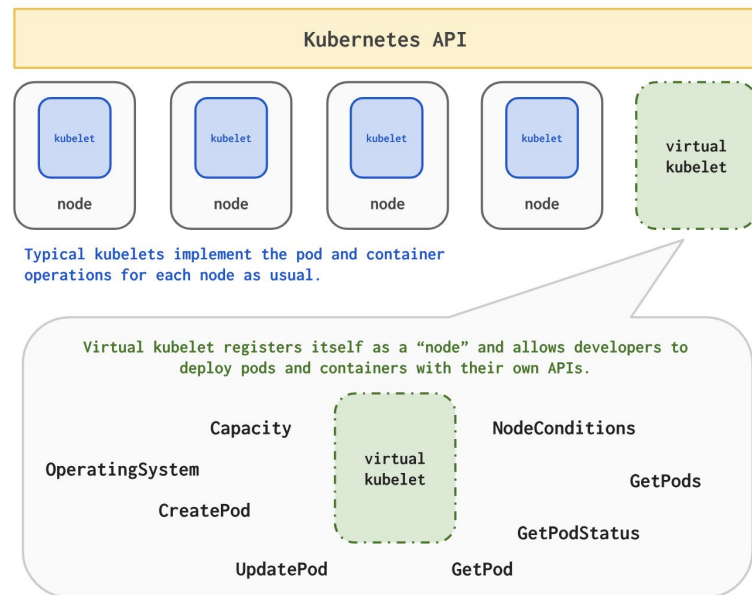 Kubernetes API
kubelet
kubelet
kubelet
kubelet
virtual
kubelet
node
node
node
node
Typical kubelets implement the pod and container
operations for each node as usual.
Virtual kubelet registers itself as a “node” and allows developers to
deploy pods and containers with their own APIs.
Capacity
NodeConditions
virtual
kubelet
OperatingSystem
GetPods
CreatePod
GetPodStatus
UpdatePod
GetPod